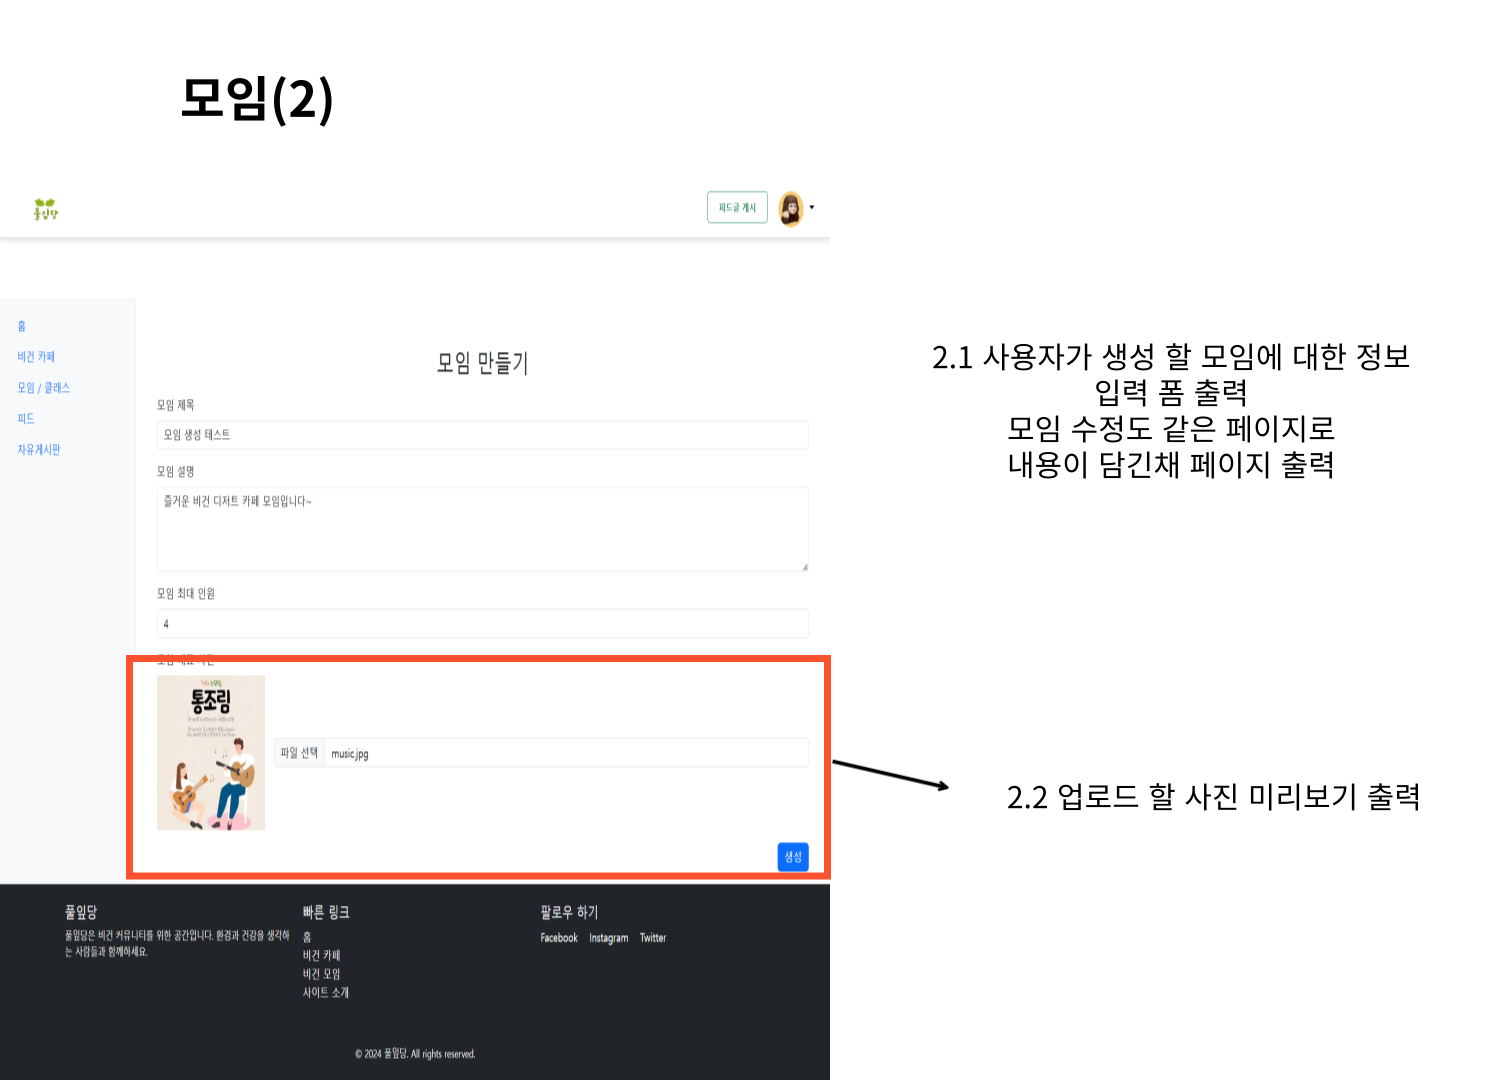 모임(2)
풀잎당
피드글 게시
홈
비건 카페
모임 / 클래스
피드
자유게시판
모임 만들기
모임 제목
모임 생성 테스트
모임 설명
즐거운 비건 디저트 카페 모임입니다~
모임 최대 인원
4
통조림
파일 선택 music.jpg
생성
2.1 사용자가 생성 할 모임에 대한 정보
입력 폼 출력
모임 수정도 같은 페이지로
내용이 담긴채 페이지 출력
2.2 업로드 할 사진 미리보기 출력
풀잎당
풀잎당은 비건 커뮤니티를 위한 공간입니다. 환경과 건강을 생각하
는 사람들과 함께하세요.
빠른 링크
홈
비건 카페
비건 모임
사이트 소개
팔로우 하기
Facebook Instagram Twitter
© 2024 풀잎당. All rights reserved.